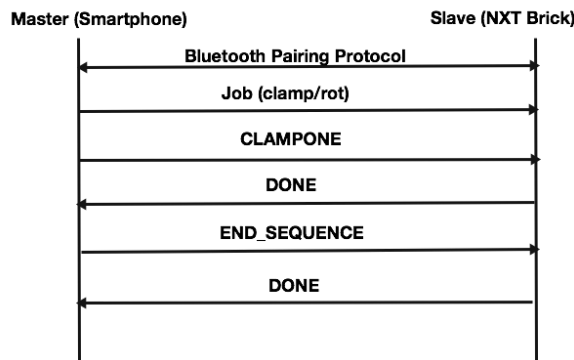 Master (Smartphone)
Slave (NXT Brick)
Bluetooth Pairing Protocol
Job (clamp/rot)
CLAMPONE
DONE
END_SEQUENCE
DONE